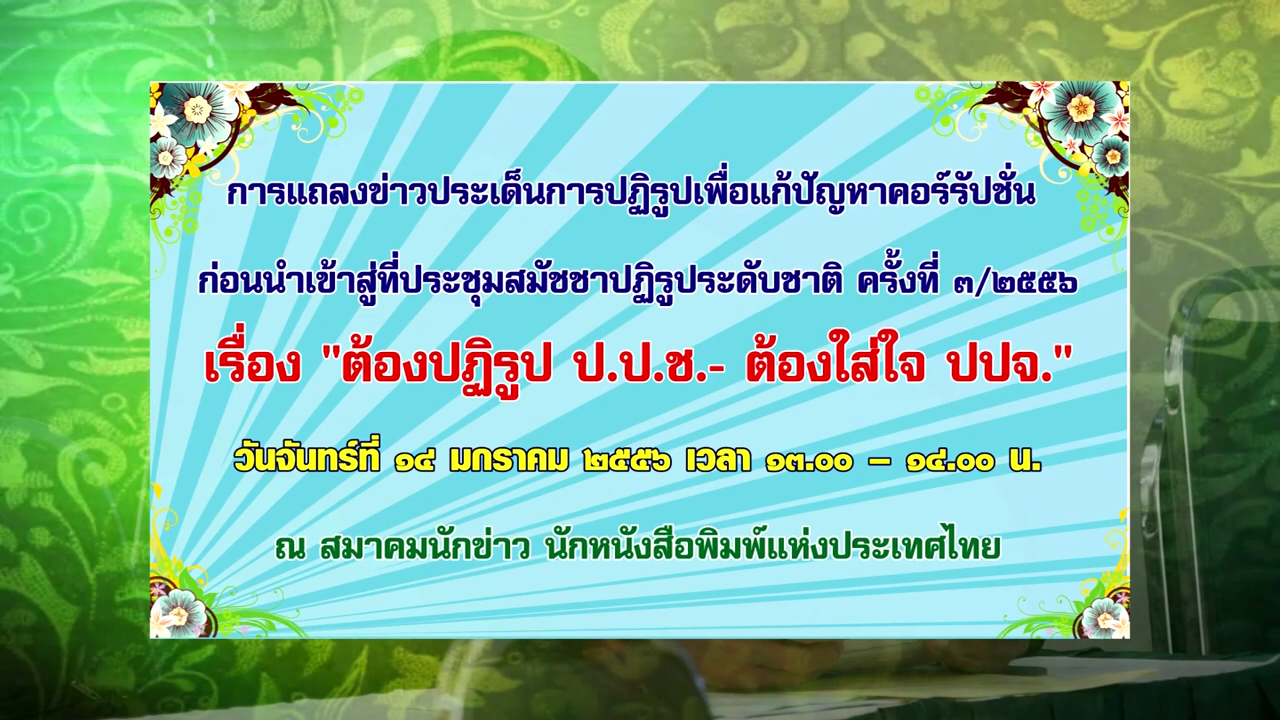 การแถลงข่าวประเด็นการปฏิรูปเพื่อแก้ปัญหาคอร์รัปชั่น
ก่อนนำเข้าสู่ที่ประชุมสมัชชาปฏิรูประดับชาติ ครั้งที่ ๓/๒๕๕๖
เรื่อง "ต้องปฏิรูป ป.ป.ช.- ต้องใส่ใจ ปปจ."
วันจันทร์ที่ ๑๔ มกราคม ๒๕๕๖ เวลา ๑๓.๐๐ – ๑๔.๐๐ น.
ณ สมาคมนักข่าว นักหนังสือพิมพ์แห่งประเทศไทย